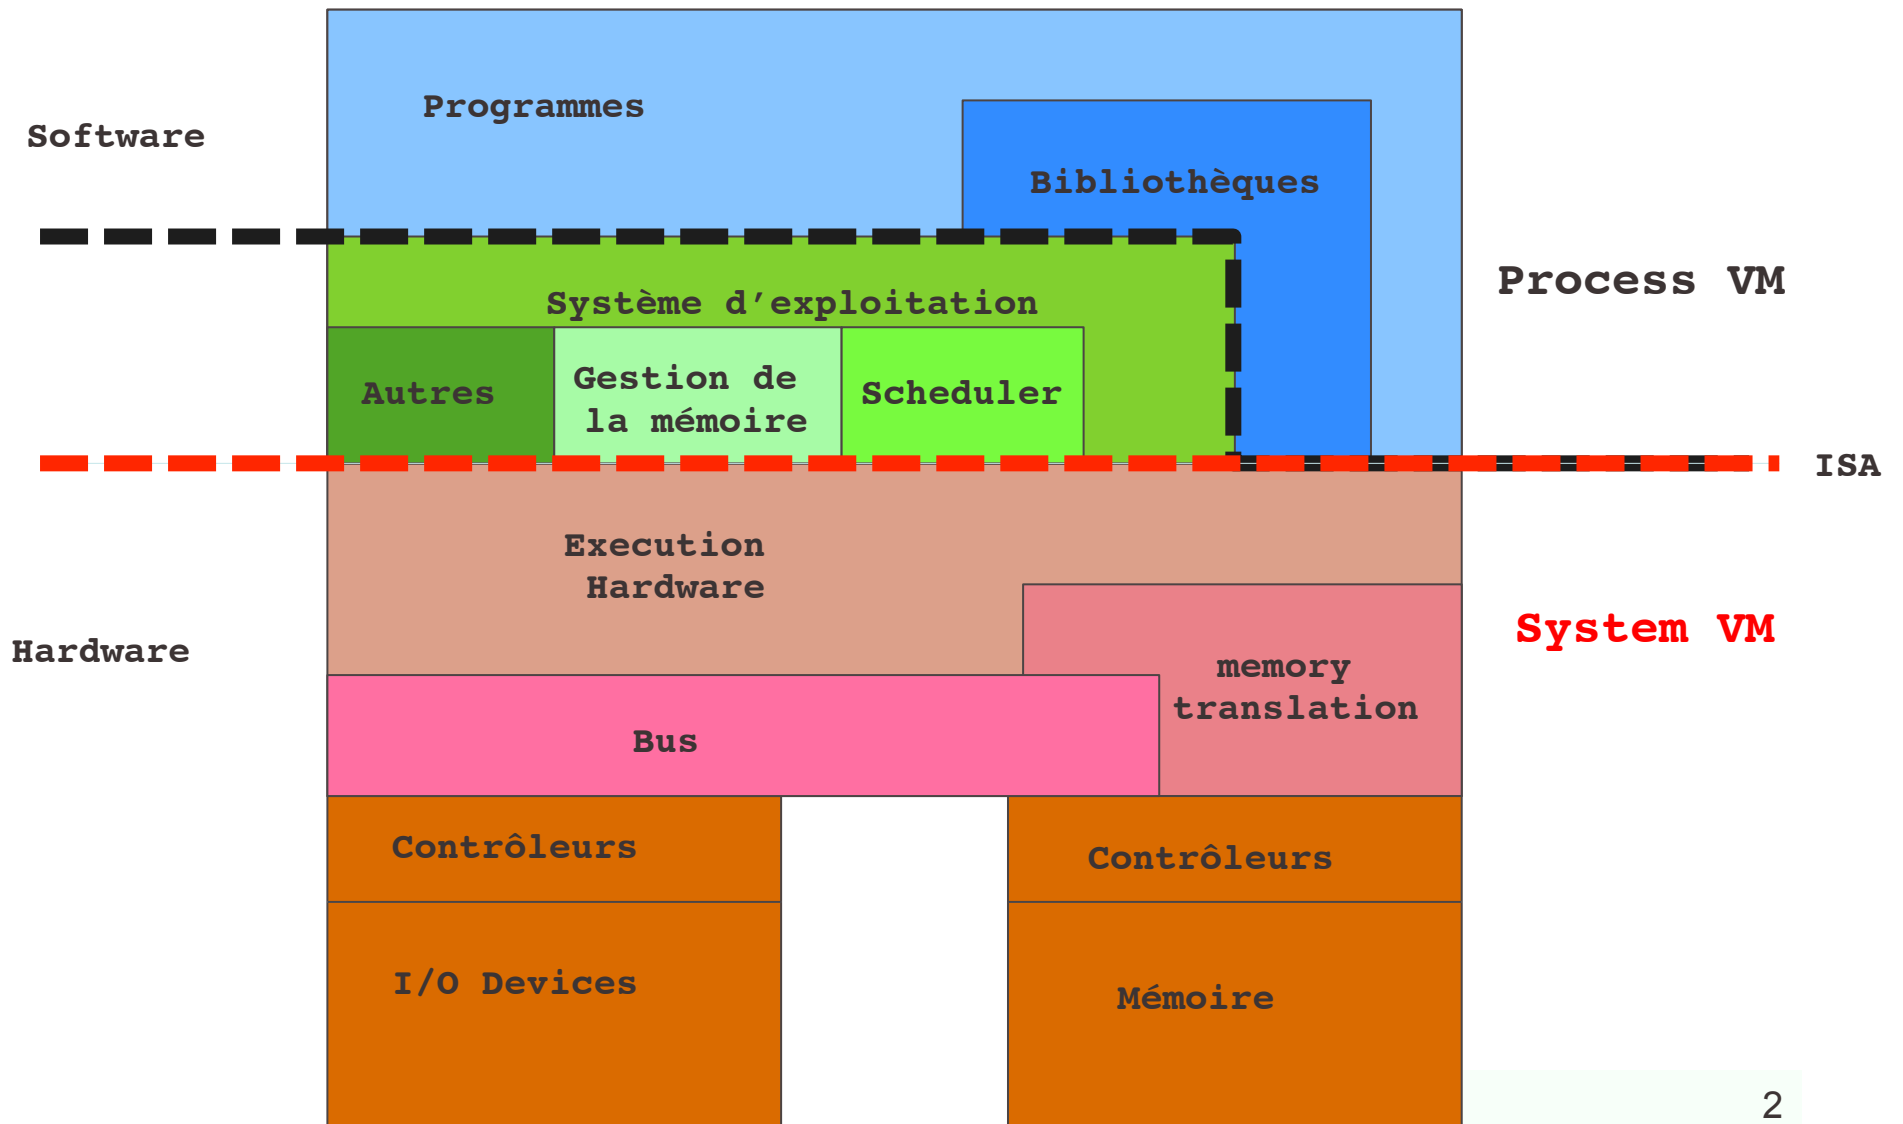 Programmes
Software
Bibliothèques
Process VM
Système d’exploitation
Autres
Gestion de
la mémoire
Scheduler
ISA
Execution
Hardware
Hardware
System VM
memory
translation
Bus
Contrôleurs
Contrôleurs
I/O Devices
Mémoire
2